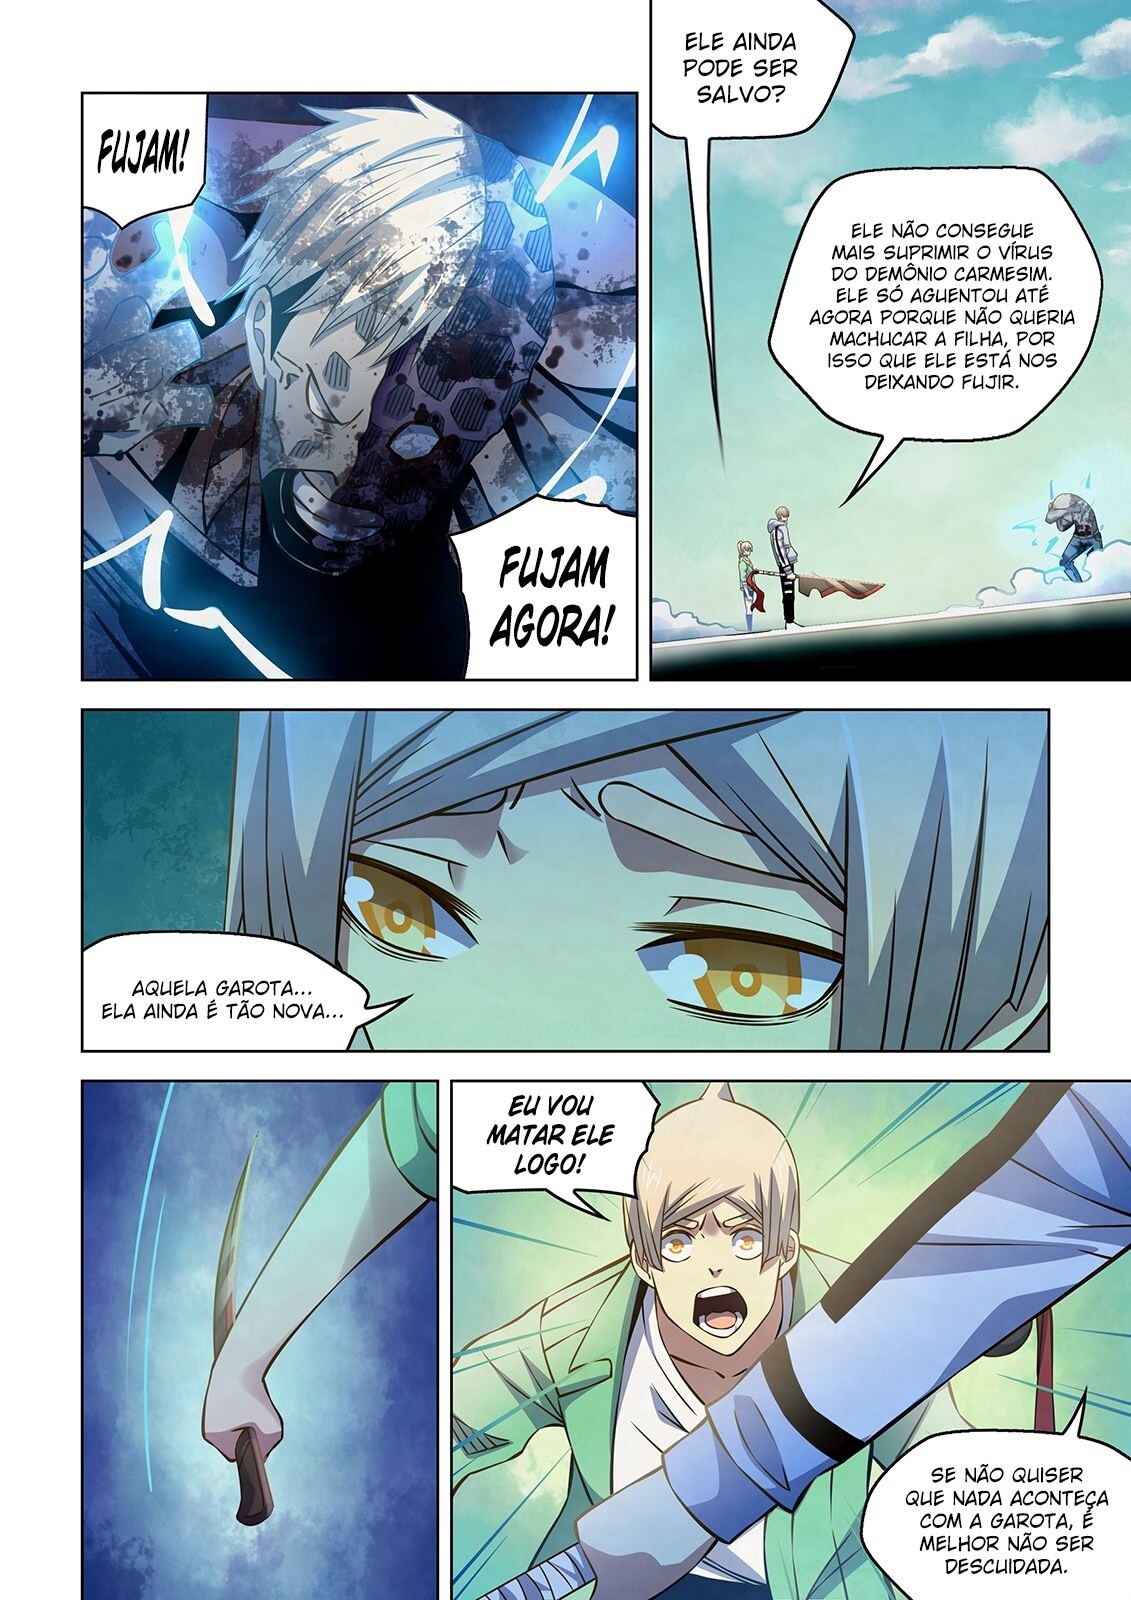 FUJAM!
FUJAM
AGORA!
ELE AINDA
PODE SER
SALVO?
ELE NÃO CONSEGUE
MAIS SUPRIMIR O VÍRUS
DO DEMÔNIO CARMESIM.
ELE SÓ AGUENTOU ATÉ
AGORA PORQUE NÃO QUERIA
MACHUCAR A FILHA, POR
ISSO QUE ELE ESTÁ NOS
DEIXANDO FUJIR.
AQUELA GAROTA...
ELA AINDA É TÃO NOVA...
EU VOU
MATAR ELE
LOGO!
SE NÃO QUISER
QUE NADA ACONTEÇA
COM A GAROTA, É
MELHOR NÃO SER
DESCUIDADA.